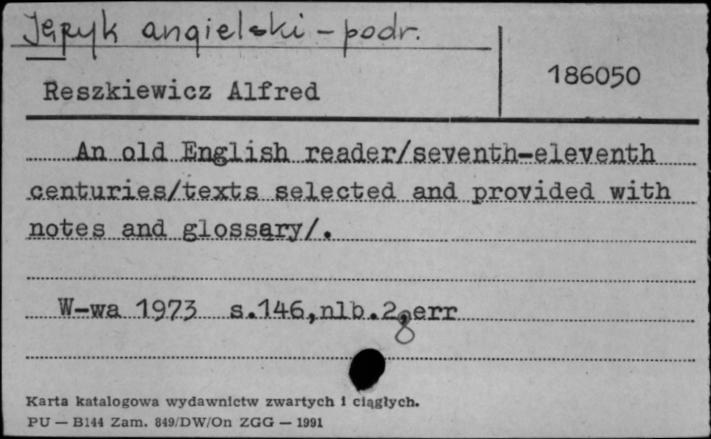 Język angielski - podr.
186050
Reszkiewicz Alfred
An old English reader/seventh-eleventh
centuries/texts selected and provided with
notes and glossary/.
W-wa 1973 s.146,nlb.2,err
Karta katalogowa wydawnictw zwartych i ciągłych.
PU — B144 Zam. 849/DW/On ZGG — 1991